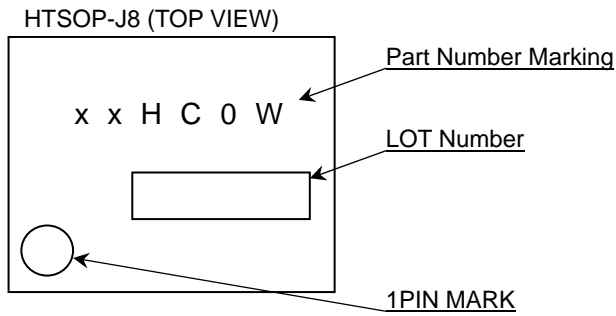 HTSOP-J8 (TOP VIEW)
Part Number Marking
x x H C 0 W
LOT Number
1PIN MARK